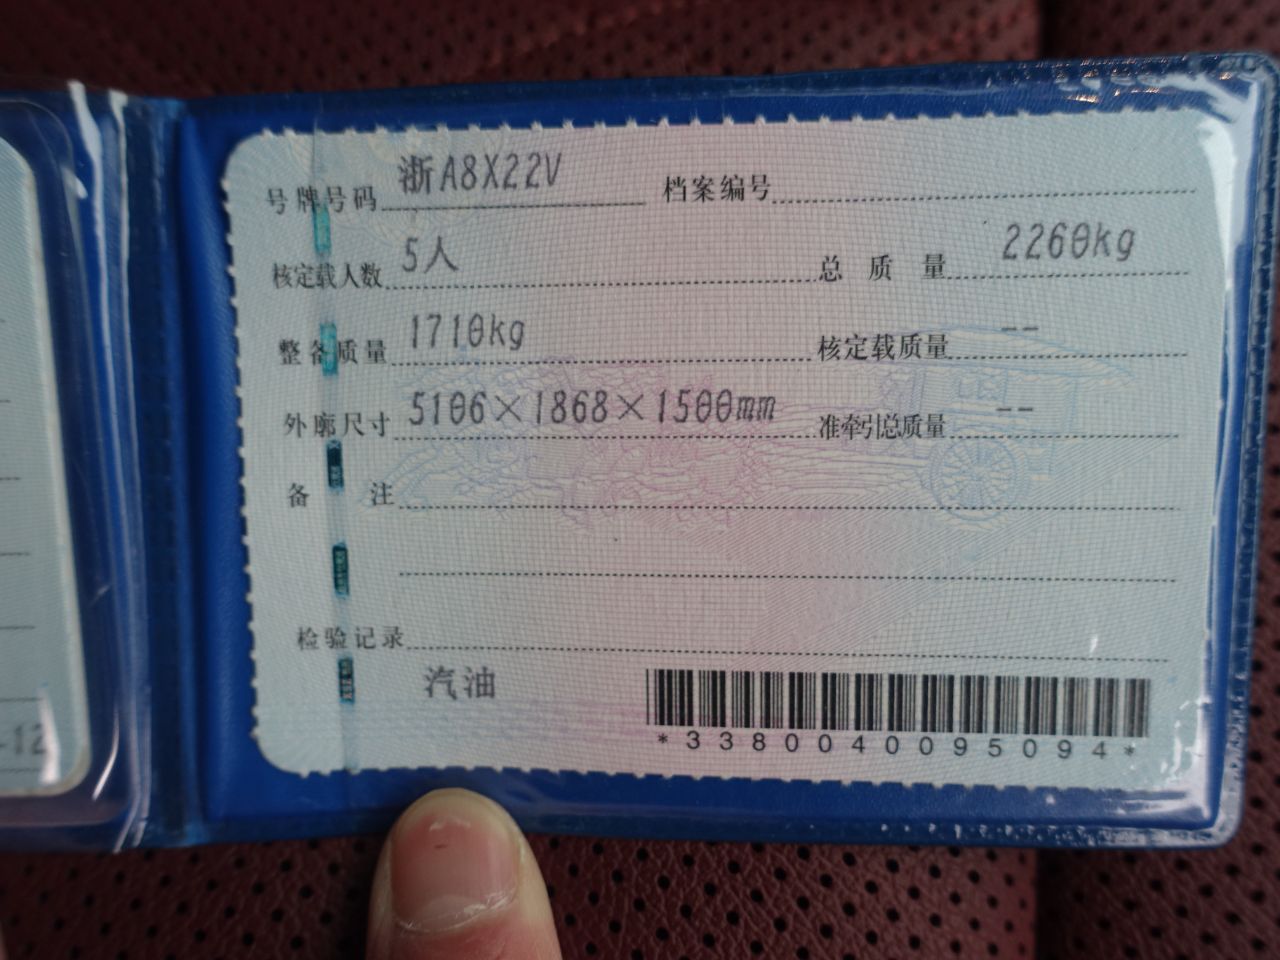 号牌号码 浙A8X22V 档案编号
核定载人数 5人 总质量 2260kg
整备质量 1710kg 核定载质量 --
外廓尺寸 5106×1868×1500mm 准牵引总质量 --
备注
检验记录
汽油
*3380040095094*
-12